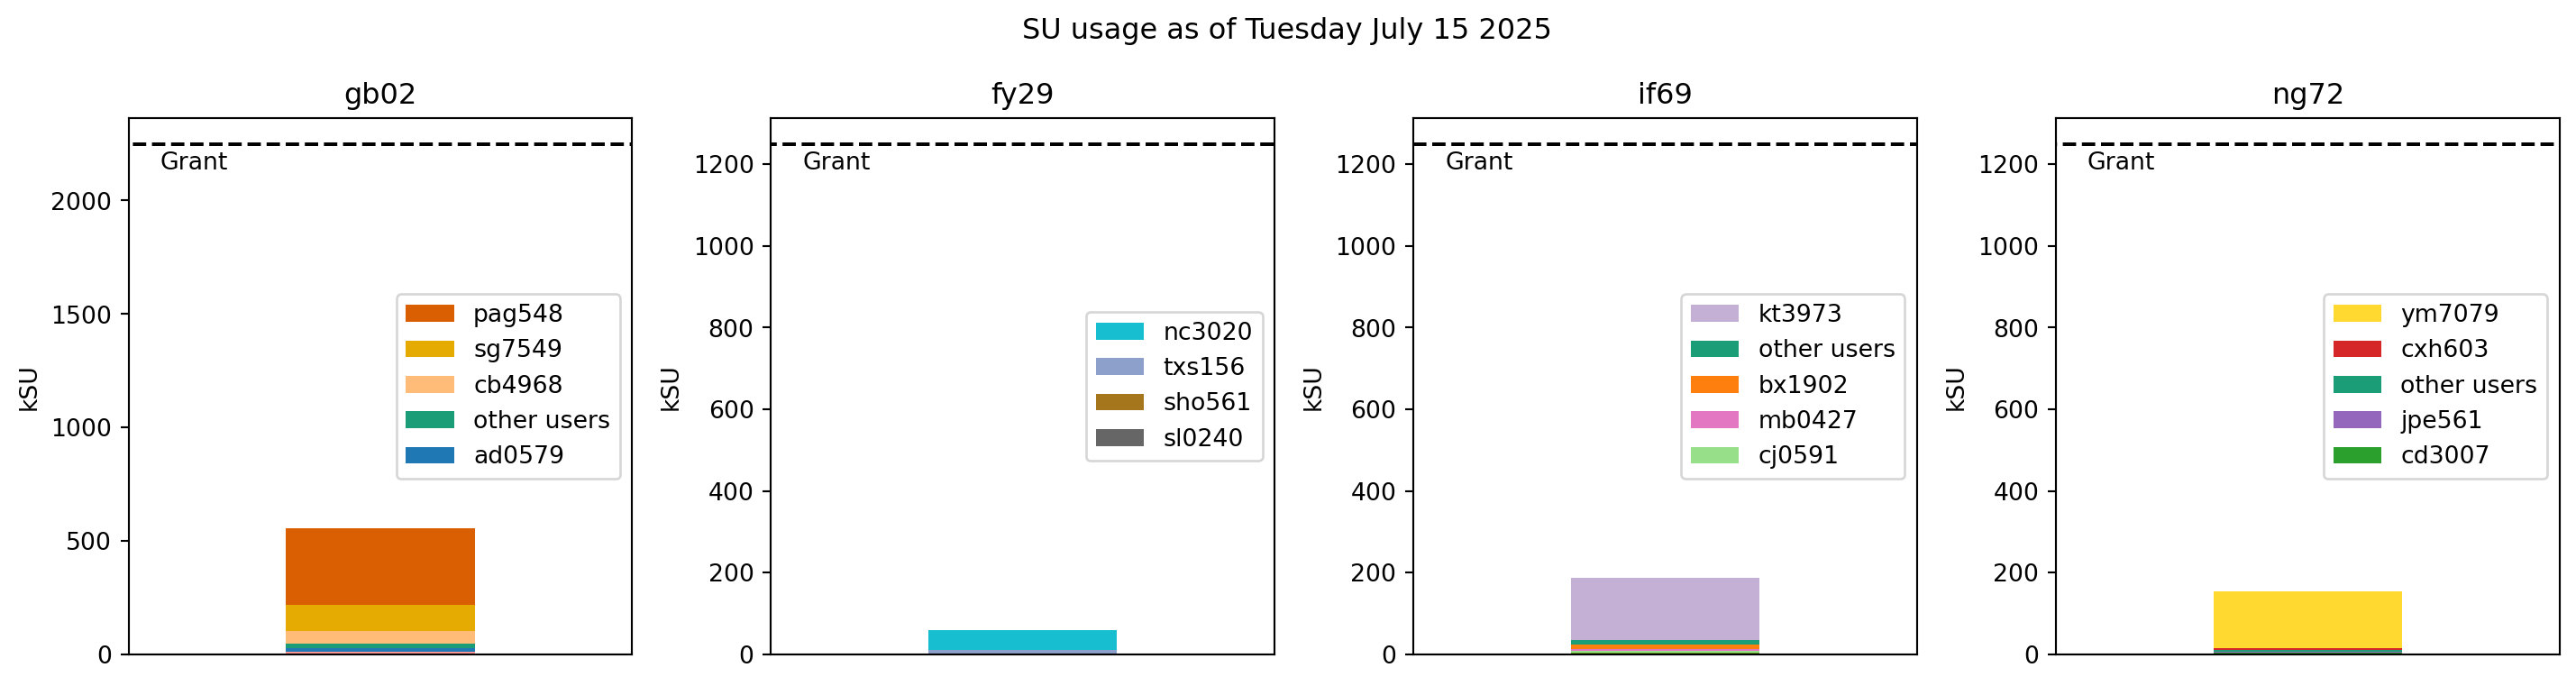 SU usage as of Tuesday July 15 2025
gb02
kSU
2000
1500
1000
500
0
Grant
pag548
sg7549
cb4968
other users
ad0579
fy29
kSU
1200
1000
800
600
400
200
0
Grant
nc3020
txs156
sho561
sl0240
if69
kSU
1200
1000
800
600
400
200
0
Grant
kt3973
other users
bx1902
mb0427
cj0591
ng72
kSU
1200
1000
800
600
400
200
0
Grant
ym7079
cxh603
other users
jpe561
cd3007